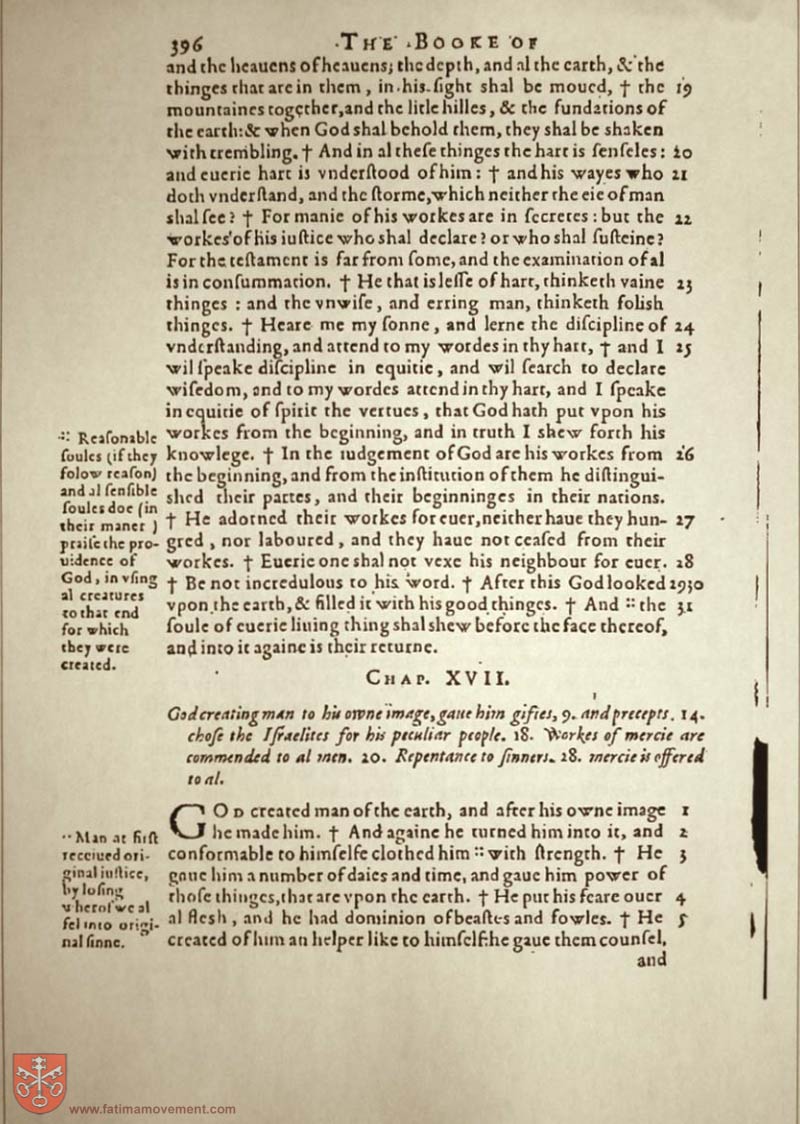 396 THE BOOKE OF
and the heauens of heauens; the depth, and al the earth, & the
thinges that are in them, in his sight shal be moued, † the 19
mountaines together, and the litle hilles, & the fundations of
the earth: & when God shal behold them, they shal be shaken
with trembling. † And in al these thinges the hart is senseles: 20
and euerie hart is vnderstood of him: † and his wayes who 21
doth vnderstand, and the storme, which neither the eie of man
shal see? † For manie of his workes are in secretes: but the 22
workes of his iustice who shal declare? or who shal susteine?
For the testament is far from some, and the examination of al
is in consummation. † He that is lesse of hart, thinketh vaine 23
thinges: and the vnwise, and erring man, thinketh folish
thinges. † Heare me my sonne, and lerne the discipline of 24
vnderstanding, and attend to my wordes in thy hart, † and I 25
wil speake discipline in equitie, and wil search to declare
wisedom, and to my wordes attend in thy hart, and I speake
in equitie of spirit the vertues, that God hath put vpon his
workes from the beginning, and in truth I shew forth his
knowlege. † In the iudgement of God are his workes from 26
the beginning, and from the institution of them he distingui-
shed their partes, and their beginninges in their nations.
† He adorned their workes for euer, neither haue they hun- 27
gred, nor laboured, and they haue not ceased from their
workes. † Euerie one shal not vexe his neighbour for euer. 28
† Be not incredulous to his word. † After this God looked 29 30
vpon the earth, & filled it with his good thinges. † And :: the 31
soule of euerie liuing thing shal shew before the face thereof,
and into it againe is their returne.
:: Reasonable
soules (if they
folow reason)
and al sensible
soules doe (in
their maner)
praise the pro-
uidence of
God, in vsing
al creatures
to that end
for which
they were
created.
CHAP. XVII.
God creating man to his owne image, gaue him giftes, 9. and precepts. 14.
chose the Israelites for his peculiar people. 18. Workes of mercie are
commended to al men. 20. Repentance to sinners. 28. mercie is offered
to al.
GOD created man of the earth, and after his owne image 1
he made him. † And againe he turned him into it, and 2
conformable to himselfe clothed him :: with strength. † He 3
gaue him a number of daies and time, and gaue him power of
those thinges, that are vpon the earth. † He put his feare ouer 4
al flesh, and he had dominion of beastes and fowles. † He 5
created of him an helper like to himself: he gaue them counsel,
and
:: Man at first
receiued ori-
ginal iustice,
by losing
wherof we al
fel into origi-
nal sinne.
www.fatimamovement.com